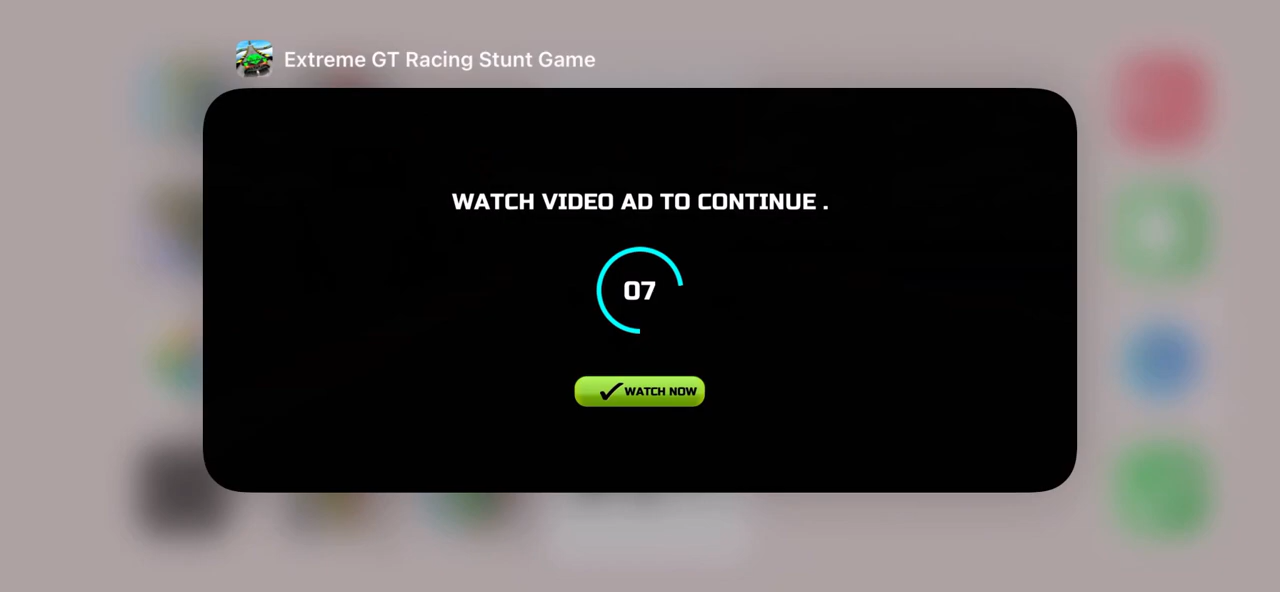 Extreme GT Racing Stunt Game
WATCH VIDEO AD TO CONTINUE .
07
WATCH NOW